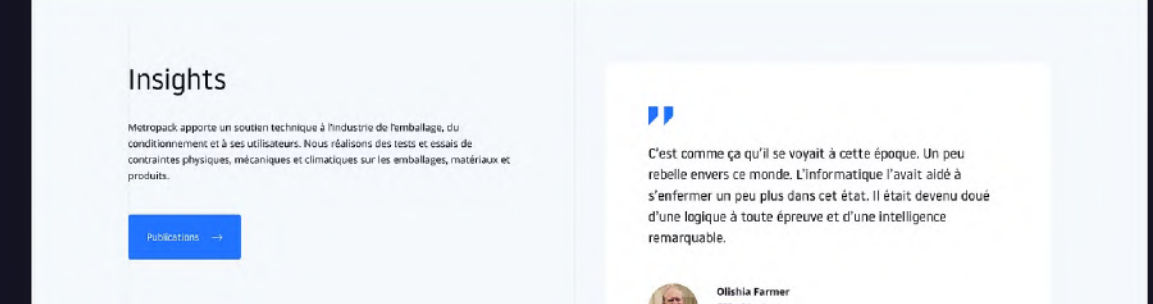 Insights
Metropack apporte un soutien technique à l'industrie de l'emballage, du
conditionnement et à ses utilisateurs. Nous réalisons des tests et essais de
contraintes physiques, mécaniques et climatiques sur les emballages, matériaux et
produits.
Publications →
C'est comme ça qu'il se voyait à cette époque. Un peu
rebelle envers ce monde. L'informatique l'avait aidé à
s'enfermer un peu plus dans cet état. Il était devenu doué
d'une logique à toute épreuve et d'une intelligence
remarquable.
Olishia Farmer